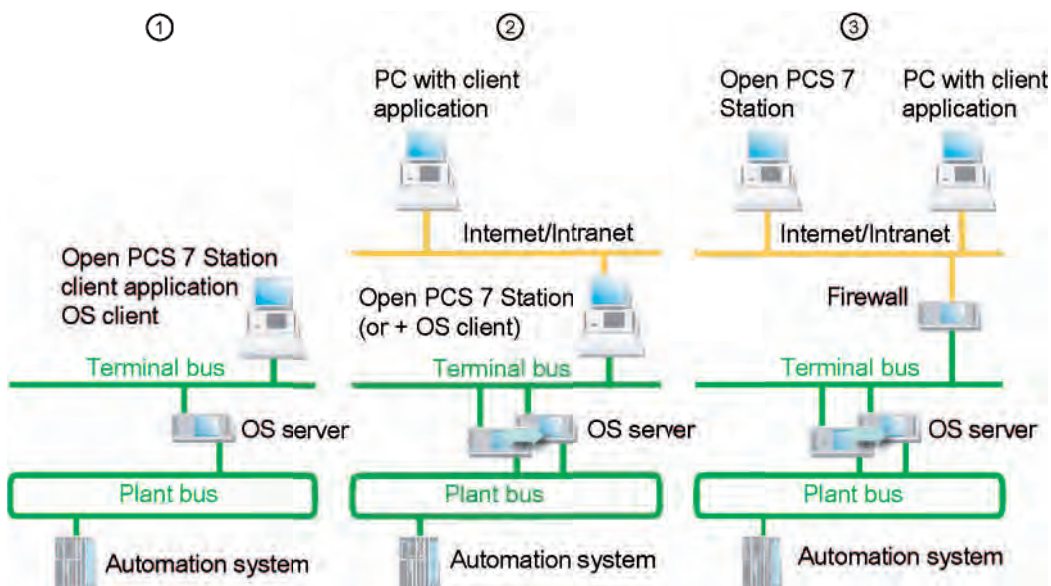 ①
Open PCS 7 Station
client application
OS client
Terminal bus
OS server
Plant bus
Automation system
②
PC with client
application
Internet/Intranet
Open PCS 7 Station
(or + OS client)
Terminal bus
OS server
Plant bus
Automation system
③
Open PCS 7
Station
PC with client
application
Internet/Intranet
Firewall
Terminal bus
OS server
Plant bus
Automation system